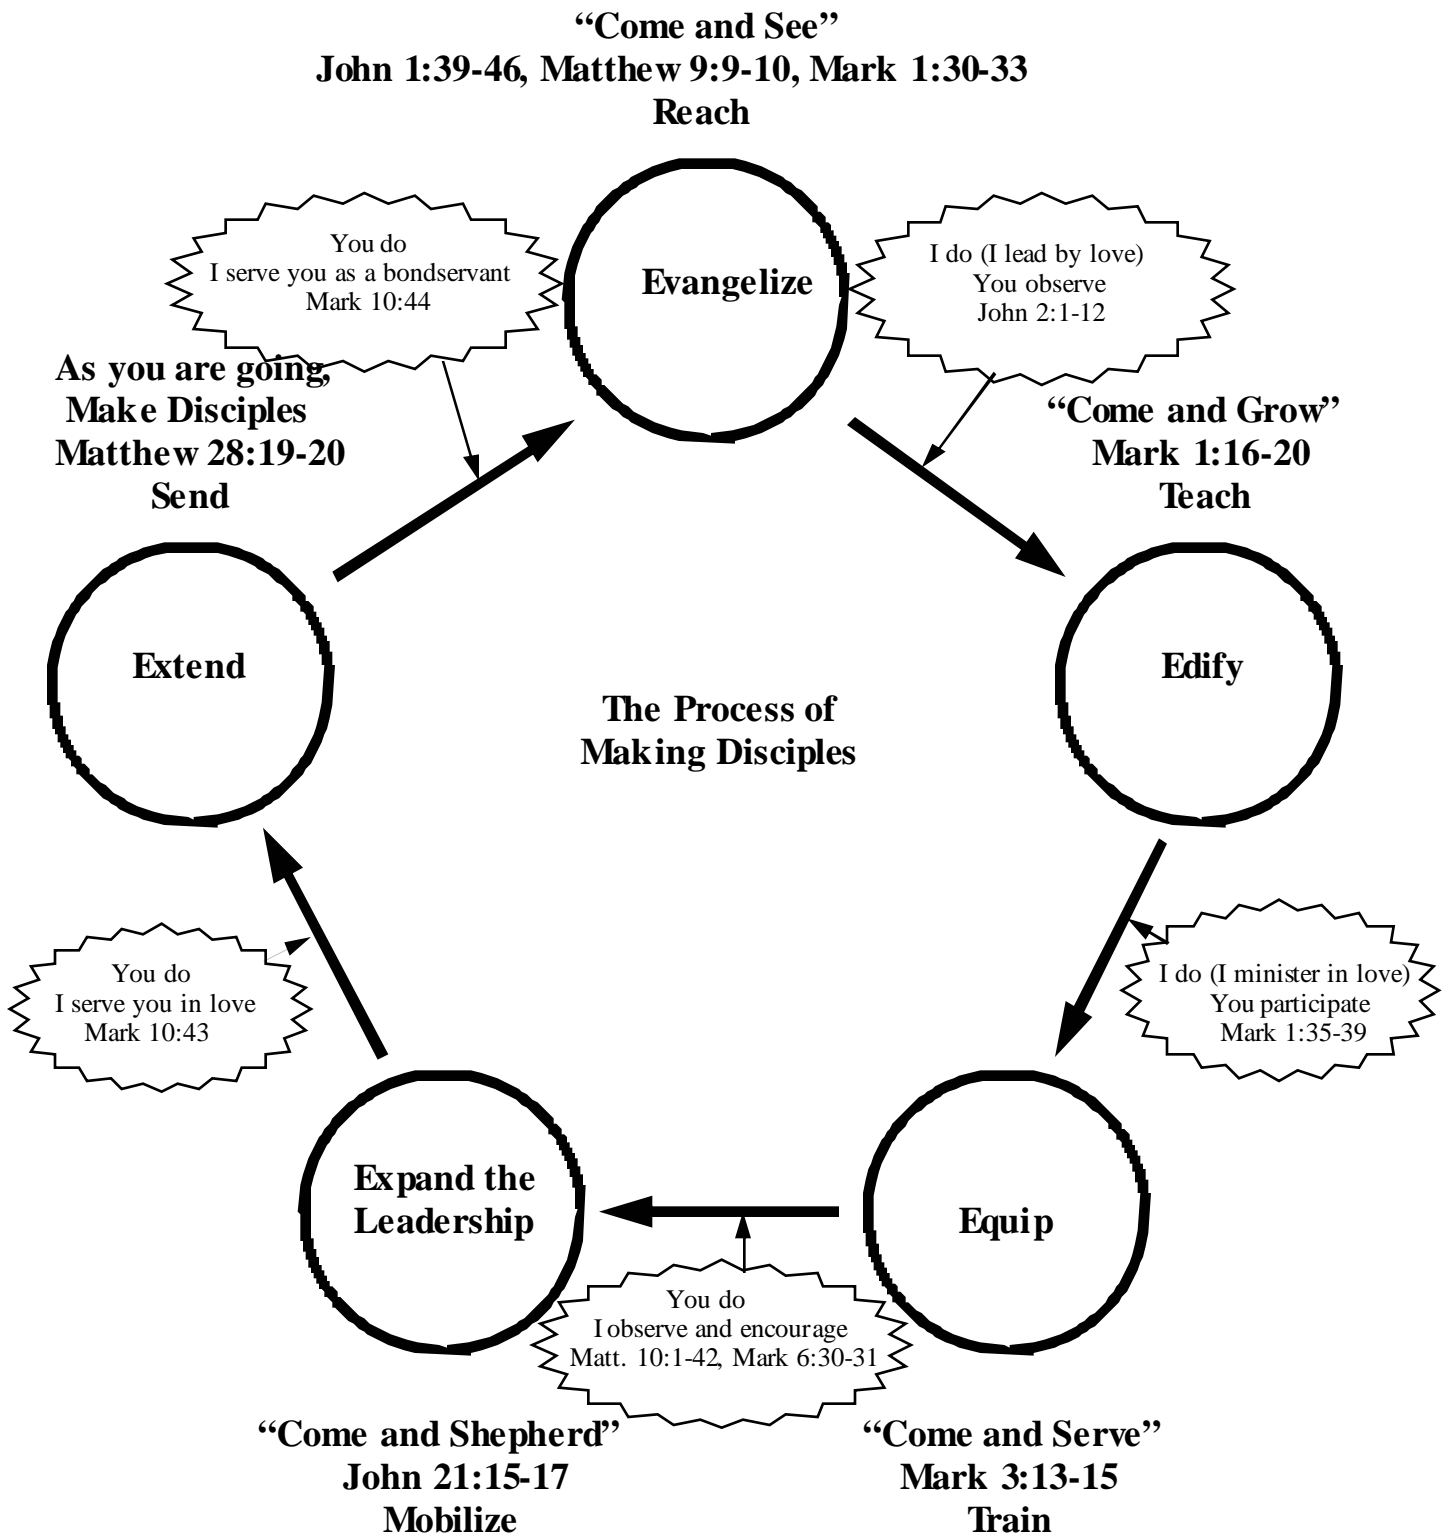 “Come and See”
John 1:39-46, Matthew 9:9-10, Mark 1:30-33
Reach
Evangelize
You do
I serve you as a bondservant
Mark 10:44
I do (I lead by love)
You observe
John 2:1-12
As you are going,
Make Disciples
Matthew 28:19-20
Send
“Come and Grow”
Mark 1:16-20
Teach
Extend
Edify
The Process of
Making Disciples
You do
I serve you in love
Mark 10:43
I do (I minister in love)
You participate
Mark 1:35-39
Expand the
Leadership
Equip
You do
I observe and encourage
Matt. 10:1-42, Mark 6:30-31
“Come and Shepherd”
John 21:15-17
Mobilize
“Come and Serve”
Mark 3:13-15
Train